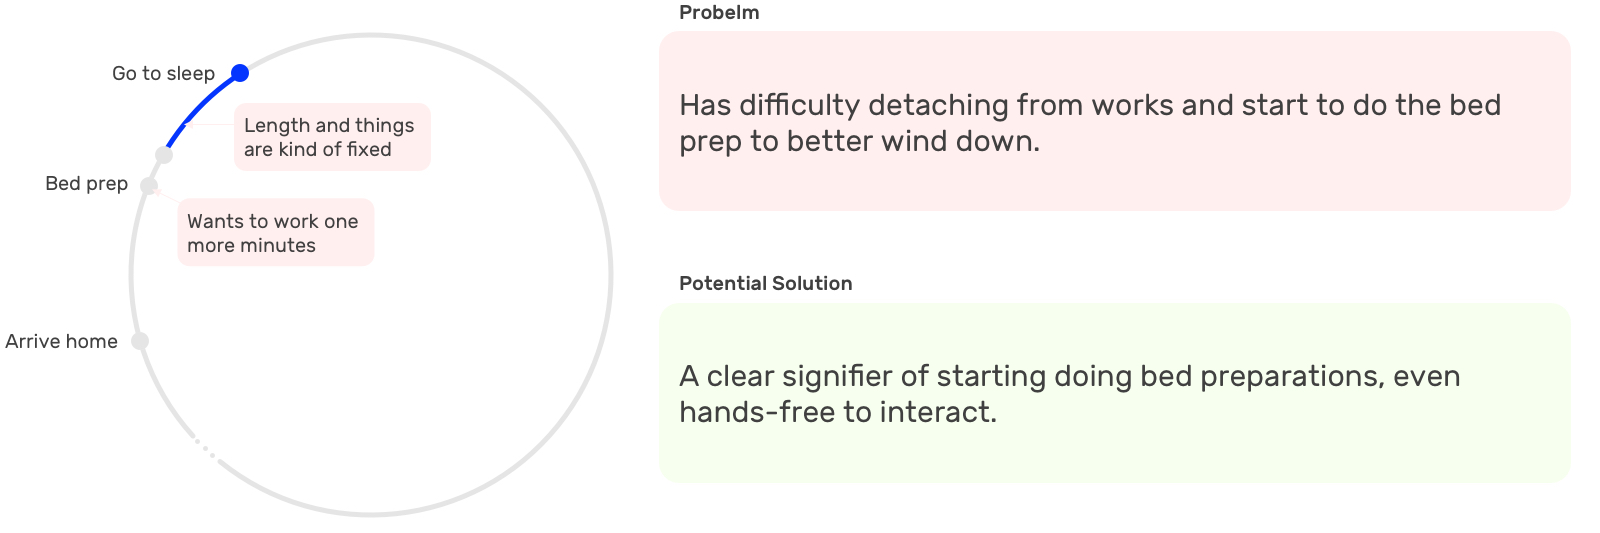 Go to sleep
Length and things
are kind of fixed
Bed prep
Wants to work one
more minutes
Arrive home
Probelm
Has difficulty detaching from works and start to do the bed
prep to better wind down.
Potential Solution
A clear signifier of starting doing bed preparations, even
hands-free to interact.